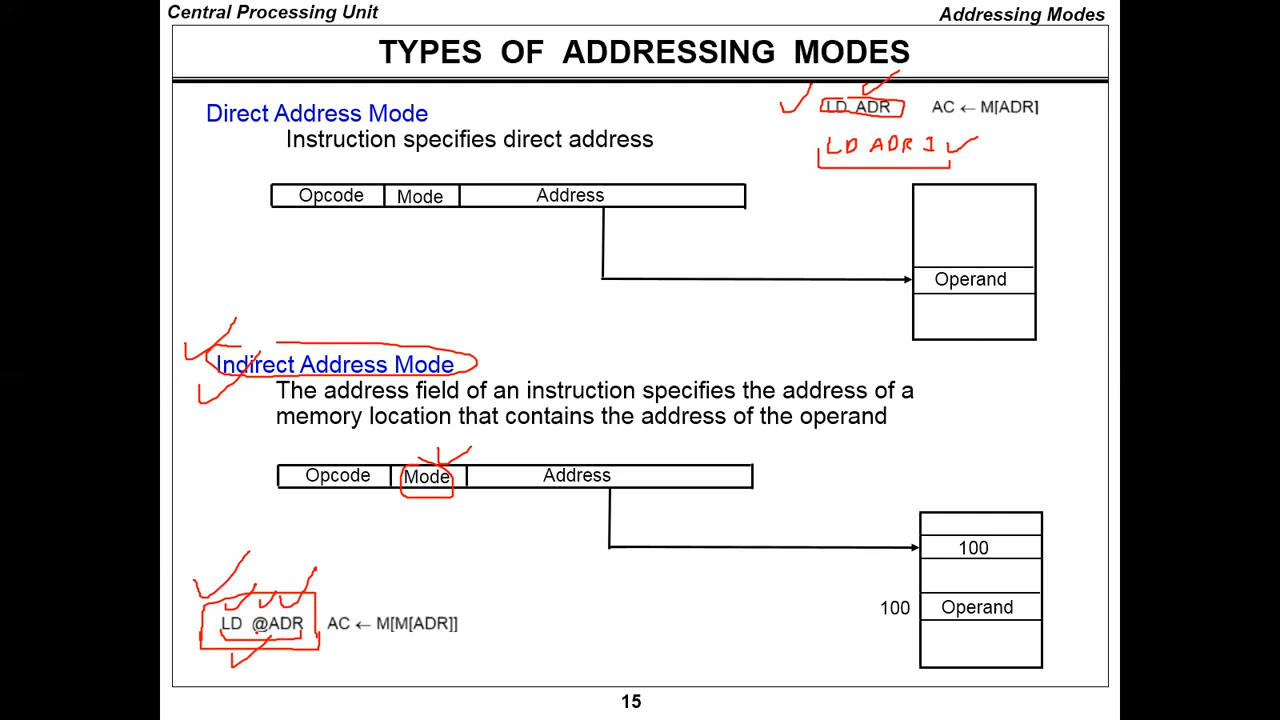 Central Processing Unit
Addressing Modes
TYPES OF ADDRESSING MODES
Direct Address Mode
LD ADR AC ← M[ADR]
Instruction specifies direct address
LD ADR I
Opcode Mode Address
Operand
Indirect Address Mode
The address field of an instruction specifies the address of a
memory location that contains the address of the operand
Opcode Mode Address
100
100 Operand
LD @ADR AC ← M[M[ADR]]
15